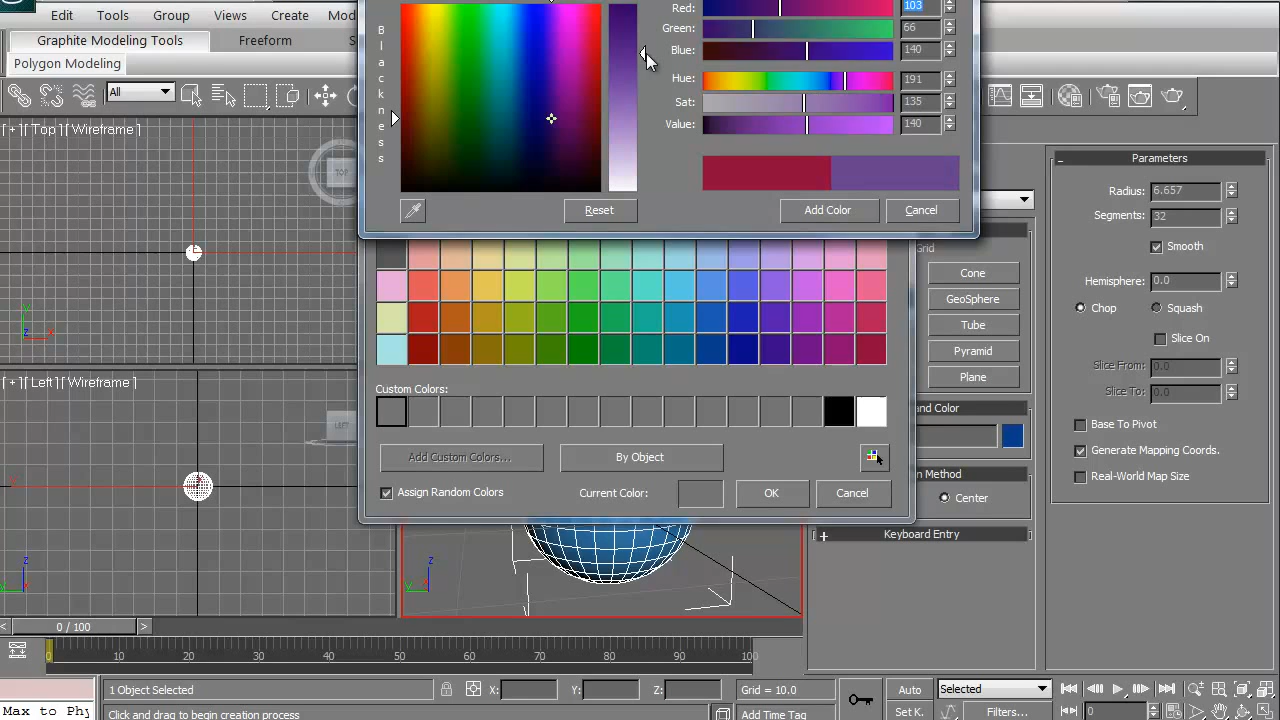 Edit Tools Group Views Create Mod
Red: 103
Graphite Modeling Tools Freeform
Green: 66
Blue: 140
Polygon Modeling
Hue: 191
All
Sat: 135
Value: 140
Blackness
[+][Top][Wireframe]
TOP
Reset Add Color Cancel
Parameters
Radius: 6.657
Segments: 32
Smooth
Hemisphere: 0.0
Chop Squash
Slice On
Slice From: 0.0
Slice To: 0.0
Base To Pivot
Generate Mapping Coords.
Real-World Map Size
Grid
Cone
GeoSphere
Tube
Pyramid
Plane
and Color
n Method
Center
Keyboard Entry
[+][Left][Wireframe]
LEFT
Custom Colors:
Add Custom Colors... By Object
Assign Random Colors Current Color: OK Cancel
y
x
z
z
x
y
z
y
< 0 / 100 >
0 10 20 30 40 50 60 70 80 90 100
1 Object Selected X: Y: Z: Grid = 10.0 Auto Selected
Max to Phy Click and drag to begin creation process Add Time Tag Set K. Filters... 0